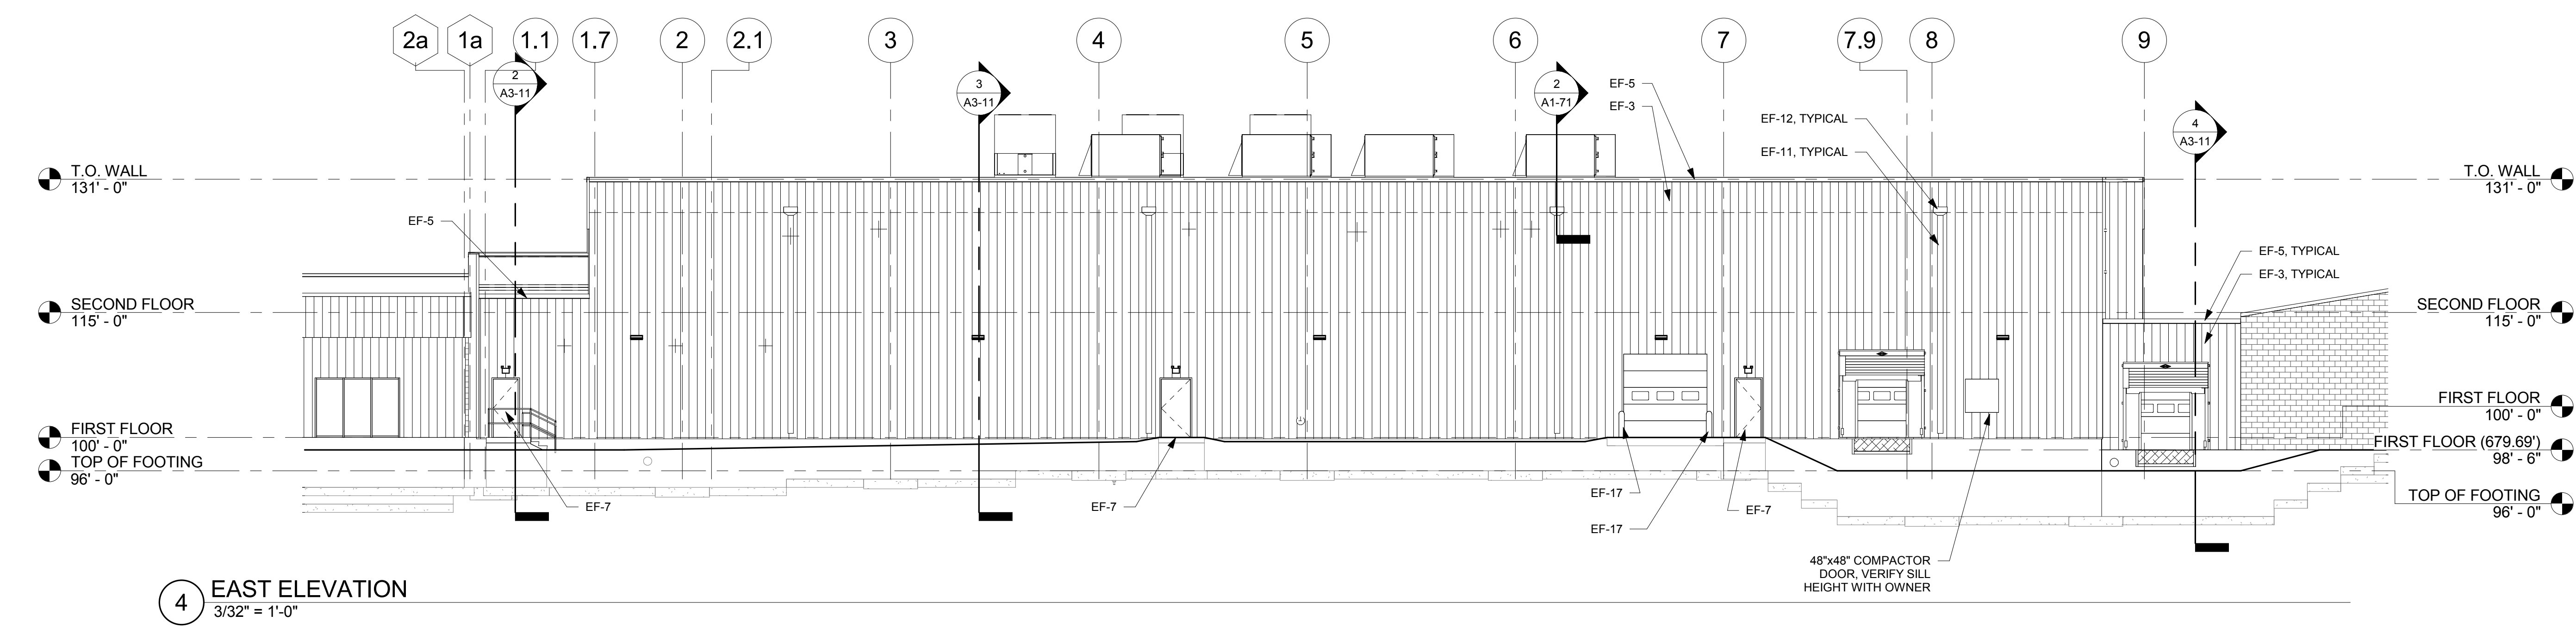 2a 1a 1.1 1.7 2 2.1 3 4 5 6 7 7.9 8 9
2
A3-11
3
A3-11
2
A1-71
4
A3-11
EF-5
EF-3
EF-12, TYPICAL
EF-11, TYPICAL
T.O. WALL
131' - 0"
T.O. WALL
131' - 0"
EF-5
EF-5, TYPICAL
EF-3, TYPICAL
SECOND FLOOR
115' - 0"
SECOND FLOOR
115' - 0"
FIRST FLOOR
100' - 0"
FIRST FLOOR
100' - 0"
TOP OF FOOTING
96' - 0"
FIRST FLOOR (679.69')
98' - 6"
TOP OF FOOTING
96' - 0"
EF-7
EF-7
EF-17
EF-17
EF-7
48"x48" COMPACTOR
DOOR, VERIFY SILL
HEIGHT WITH OWNER
4
EAST ELEVATION
3/32" = 1'-0"